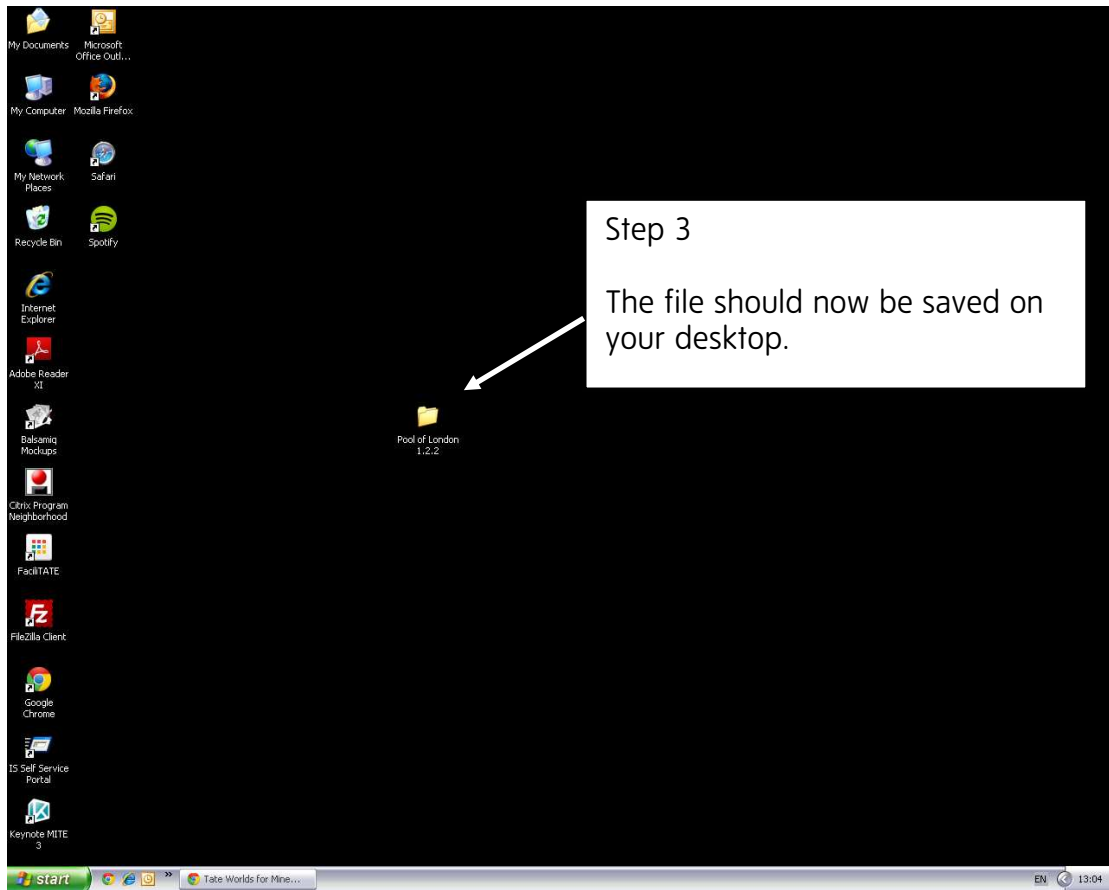 My Documents
Microsoft
Office Outl...
My Computer
Mozilla Firefox
My Network
Places
Safari
Recycle Bin
Spotify
Internet
Explorer
Adobe Reader
XI
Balsamiq
Mockups
Citrix Program
Neighborhood
FaciliTATE
FileZilla Client
Google
Chrome
IS Self Service
Portal
Keynote MITE
3
Pool of London
1.2.2
Step 3
The file should now be saved on
your desktop.
start
»
Tate Worlds for Mine...
EN
13:04